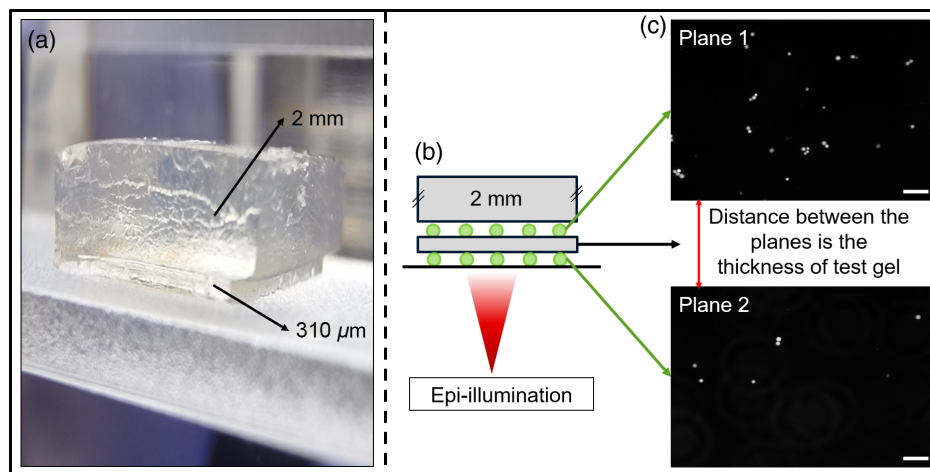 (a)
2 mm
310 µm
(b)
2 mm
Epi-illumination
(c)
Plane 1
Distance between the
planes is the
thickness of test gel
Plane 2